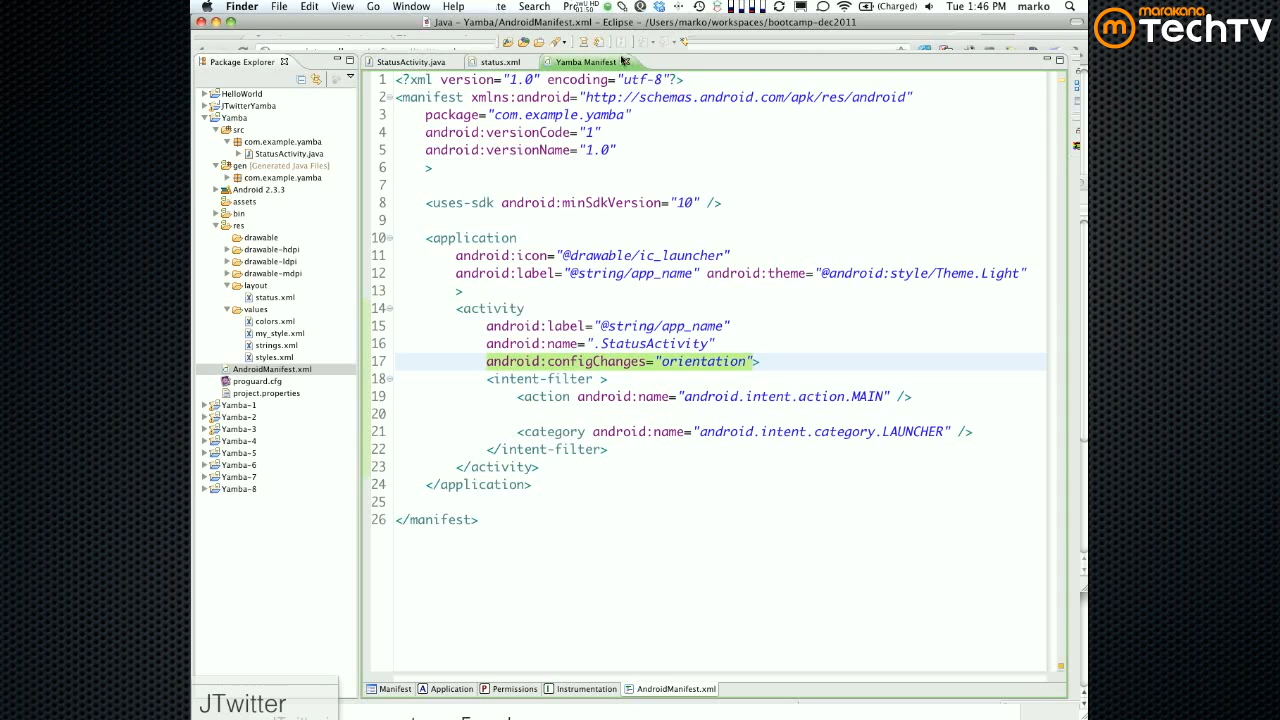 Finder File Edit View Go Window Help Search Tue 1:46 PM marko
(Charged)
marakana
TechTV
Java - Yamba/AndroidManifest.xml - Eclipse - /Users/marko/workspaces/bootcamp-dec2011
Package Explorer
StatusActivity.java
status.xml
Yamba Manifest
HelloWorld
JTwitterYamba
Yamba
src
com.example.yamba
StatusActivity.java
gen [Generated Java Files]
com.example.yamba
Android 2.3.3
assets
bin
res
drawable
drawable-hdpi
drawable-ldpi
drawable-mdpi
layout
status.xml
values
colors.xml
my_style.xml
strings.xml
styles.xml
AndroidManifest.xml
proguard.cfg
project.properties
Yamba-1
Yamba-2
Yamba-3
Yamba-4
Yamba-5
Yamba-6
Yamba-7
Yamba-8
1 <?xml version="1.0" encoding="utf-8"?>
2 <manifest xmlns:android="http://schemas.android.com/apk/res/android"
3 package="com.example.yamba"
4 android:versionCode="1"
5 android:versionName="1.0"
6 >
7
8 <uses-sdk android:minSdkVersion="10" />
9
10 <application
11 android:icon="@drawable/ic_launcher"
12 android:label="@string/app_name" android:theme="@android:style/Theme.Light"
13 >
14 <activity
15 android:label="@string/app_name"
16 android:name=".StatusActivity"
17 android:configChanges="orientation">
18 <intent-filter >
19 <action android:name="android.intent.action.MAIN" />
20
21 <category android:name="android.intent.category.LAUNCHER" />
22 </intent-filter>
23 </activity>
24 </application>
25
26 </manifest>
Manifest
Application
Permissions
Instrumentation
AndroidManifest.xml
JTwitter